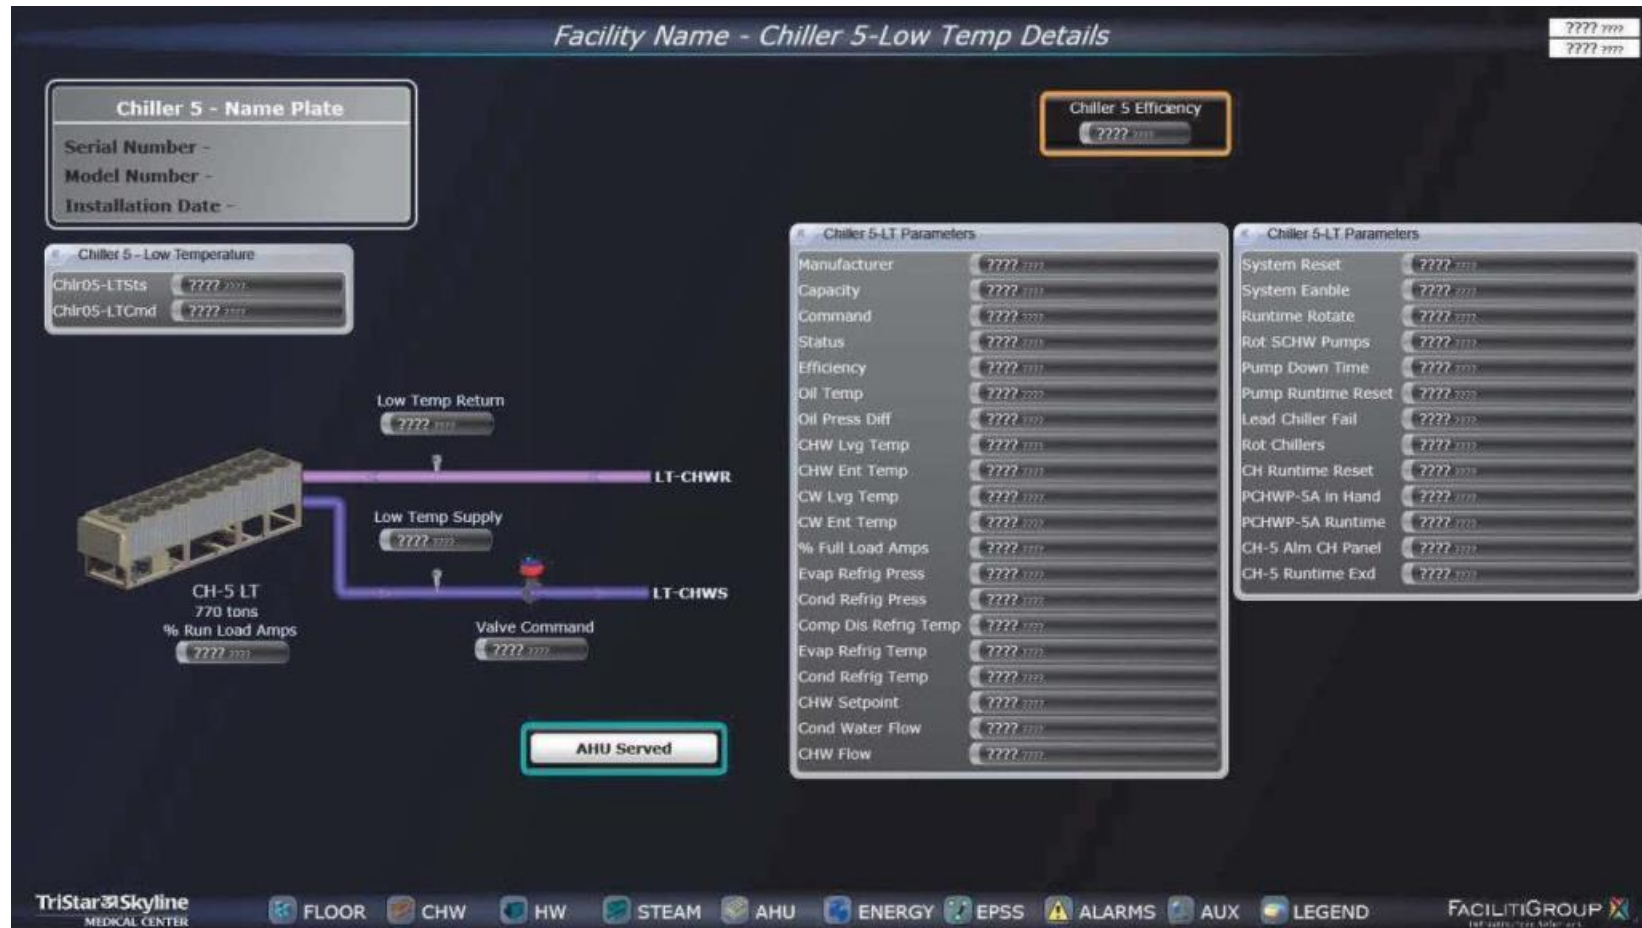 Facility Name - Chiller 5-Low Temp Details
???? ????
???? ????
Chiller 5 - Name Plate
Serial Number -
Model Number -
Installation Date -
Chiller 5 Efficiency
???? ????
Chiller 5 - Low Temperature
Chlr05-LTSts ???? ????
Chlr05-LTCmd ???? ????
Low Temp Return
???? ????
LT-CHWR
Low Temp Supply
???? ????
LT-CHWS
CH-5 LT
770 tons
% Run Load Amps
???? ????
Valve Command
???? ????
AHU Served
Chiller 5-LT Parameters
Manufacturer ???? ????
Capacity ???? ????
Command ???? ????
Status ???? ????
Efficiency ???? ????
Oil Temp ???? ????
Oil Press Diff ???? ????
CHW Lvg Temp ???? ????
CHW Ent Temp ???? ????
CW Lvg Temp ???? ????
CW Ent Temp ???? ????
% Full Load Amps ???? ????
Evap Refrig Press ???? ????
Cond Refrig Press ???? ????
Comp Dis Refrig Temp ???? ????
Evap Refrig Temp ???? ????
Cond Refrig Temp ???? ????
CHW Setpoint ???? ????
Cond Water Flow ???? ????
CHW Flow ???? ????
Chiller 5-LT Parameters
System Reset ???? ????
System Eanble ???? ????
Runtime Rotate ???? ????
Rot SCHW Pumps ???? ????
Pump Down Time ???? ????
Pump Runtime Reset ???? ????
Lead Chiller Fail ???? ????
Rot Chillers ???? ????
CH Runtime Reset ???? ????
PCHWP-5A in Hand ???? ????
PCHWP-5A Runtime ???? ????
CH-5 Alm CH Panel ???? ????
CH-5 Runtime Exd ???? ????
TriStar Skyline
MEDICAL CENTER
FLOOR CHW HW STEAM AHU ENERGY EPSS ALARMS AUX LEGEND
FACILITIGROUP